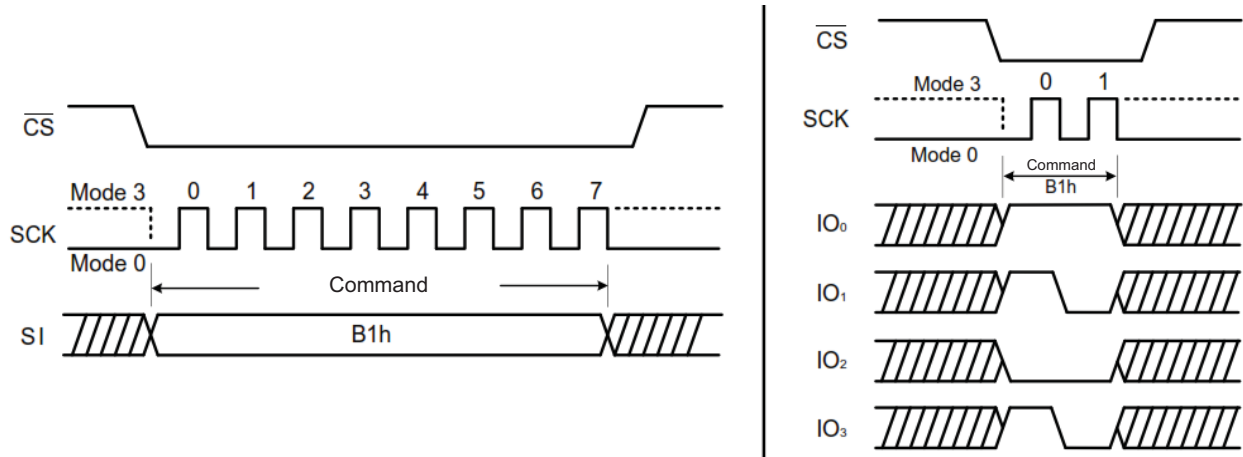 CS
Mode 3 0 1 2 3 4 5 6 7
SCK
Mode 0
Command
SI B1h
CS
Mode 3 0 1
SCK
Mode 0 Command
B1h
IO₀
IO₁
IO₂
IO₃